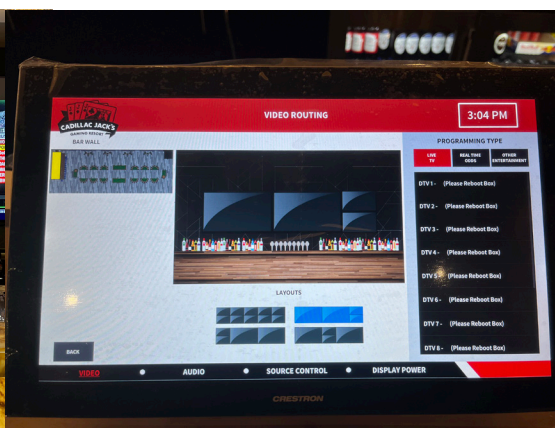 VIDEO ROUTING
3:04 PM
CADILLAC JACK'S
GAMING RESORT
BAR WALL
PROGRAMMING TYPE
LIVE TV
REAL TIME ODDS
OTHER ENTERTAINMENT
DTV 1 - (Please Reboot Box)
DTV 2 - (Please Reboot Box)
DTV 3 - (Please Reboot Box)
DTV 4 - (Please Reboot Box)
DTV 5 - (Please Reboot Box)
DTV 6 - (Please Reboot Box)
DTV 7 - (Please Reboot Box)
DTV 8 - (Please Reboot Box)
LAYOUTS
BACK
VIDEO
AUDIO
SOURCE CONTROL
DISPLAY POWER
CRESTRON